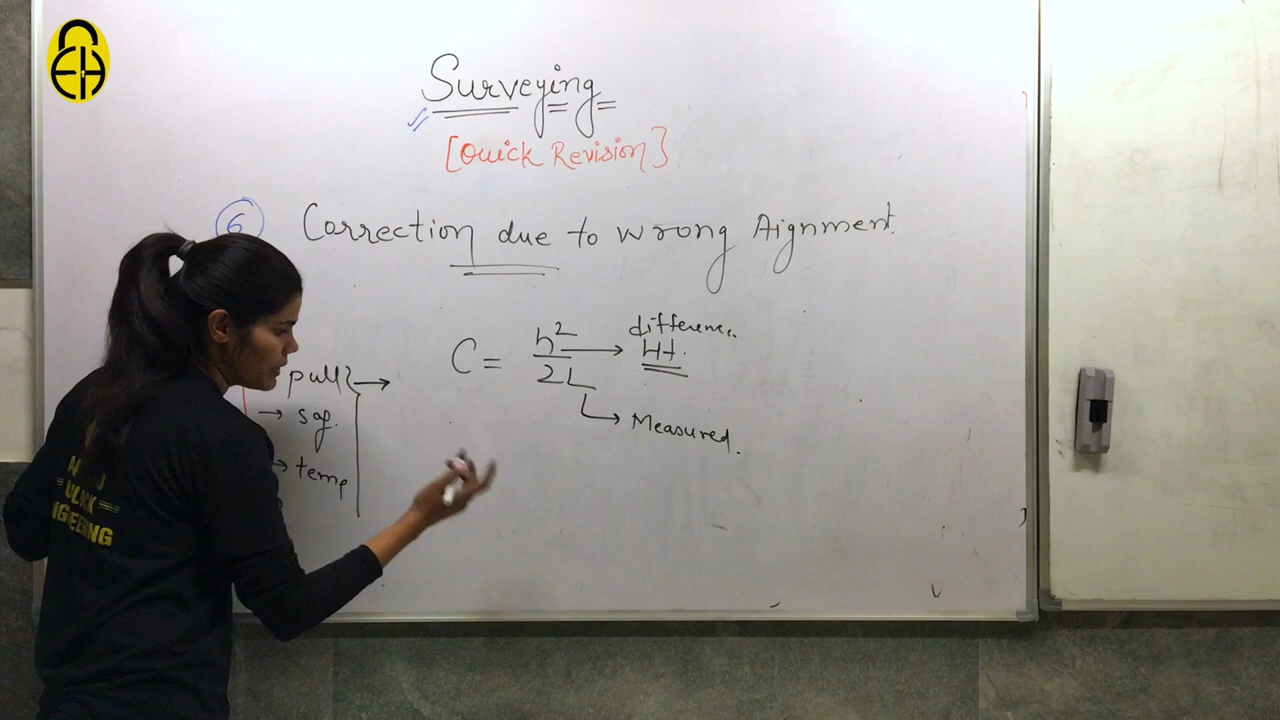 Surveying
[Quick Revision]
6 Correction due to wrong Aignment.
C = h²/2L
→ difference
Ht.
→ Measured.
pull →
→ sag.
→ temp